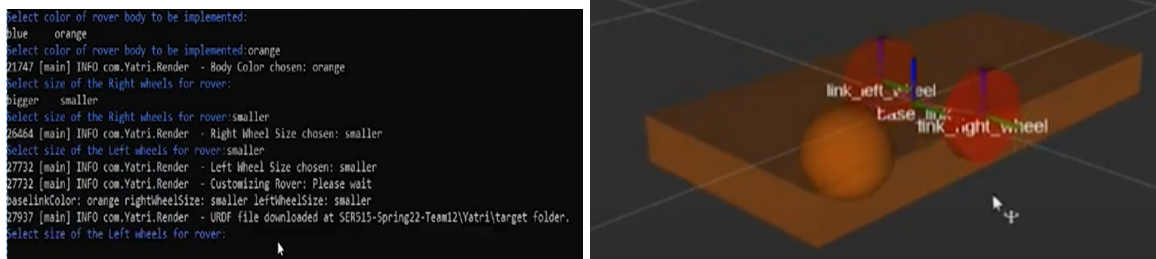 Select color of rover body to be implemented:
blue    orange
Select color of rover body to be implemented:orange
21747 [main] INFO com.Yatri.Render  - Body Color chosen: orange
Select size of the Right wheels for rover:
bigger    smaller
Select size of the Right wheels for rover:smaller
26464 [main] INFO com.Yatri.Render  - Right Wheel Size chosen: smaller
Select size of the Left wheels for rover:smaller
27732 [main] INFO com.Yatri.Render  - Left Wheel Size chosen: smaller
27732 [main] INFO com.Yatri.Render  - Customizing Rover: Please wait
baselinkColor: orange rightWheelSize: smaller leftWheelSize: smaller
27937 [main] INFO com.Yatri.Render  - URDF file downloaded at SER515-Spring22-Team12\Yatri\target folder.
Select size of the Left wheels for rover:
link_left_wheel
base_link
link_right_wheel